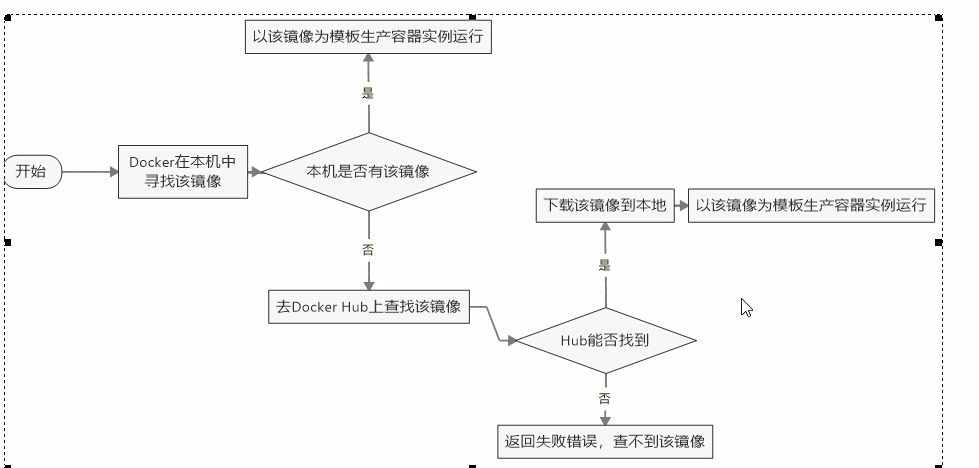 以该镜像为模板生产容器实例运行
是
开始
Docker在本机中
寻找该镜像
本机是否有该镜像
否
下载该镜像到本地
以该镜像为模板生产容器实例运行
是
去Docker Hub上查找该镜像
Hub能否找到
否
返回失败错误，查不到该镜像